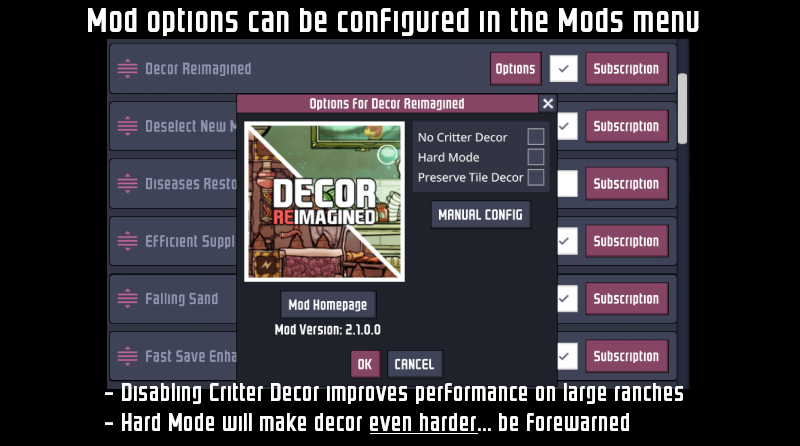 Mod options can be configured in the Mods menu
Decor Reimagined
Options
Subscription
Options For Decor Reimagined
Deselect New M
Subscription
DECOR
REIMAGINED
No Critter Decor
Hard Mode
Preserve Tile Decor
MANUAL CONFIG
Diseases Resto
Subscription
Efficient Suppl
Subscription
Falling Sand
Subscription
Mod Homepage
Mod Version: 2.1.0.0
Fast Save Enha
Subscription
OK
CANCEL
- Disabling Critter Decor improves performance on large ranches
- Hard Mode will make decor even harder... be Forewarned